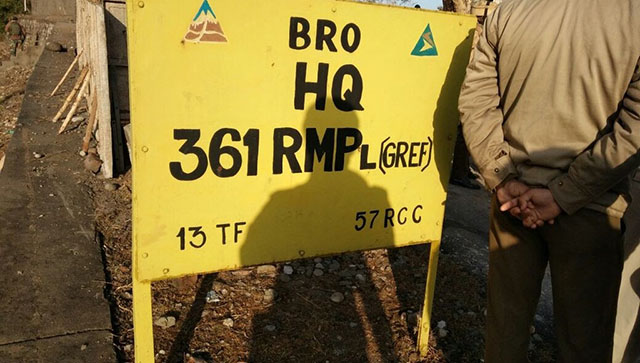 BRO
HQ
361 RMPL (GREF)
13 TF 57 RCC